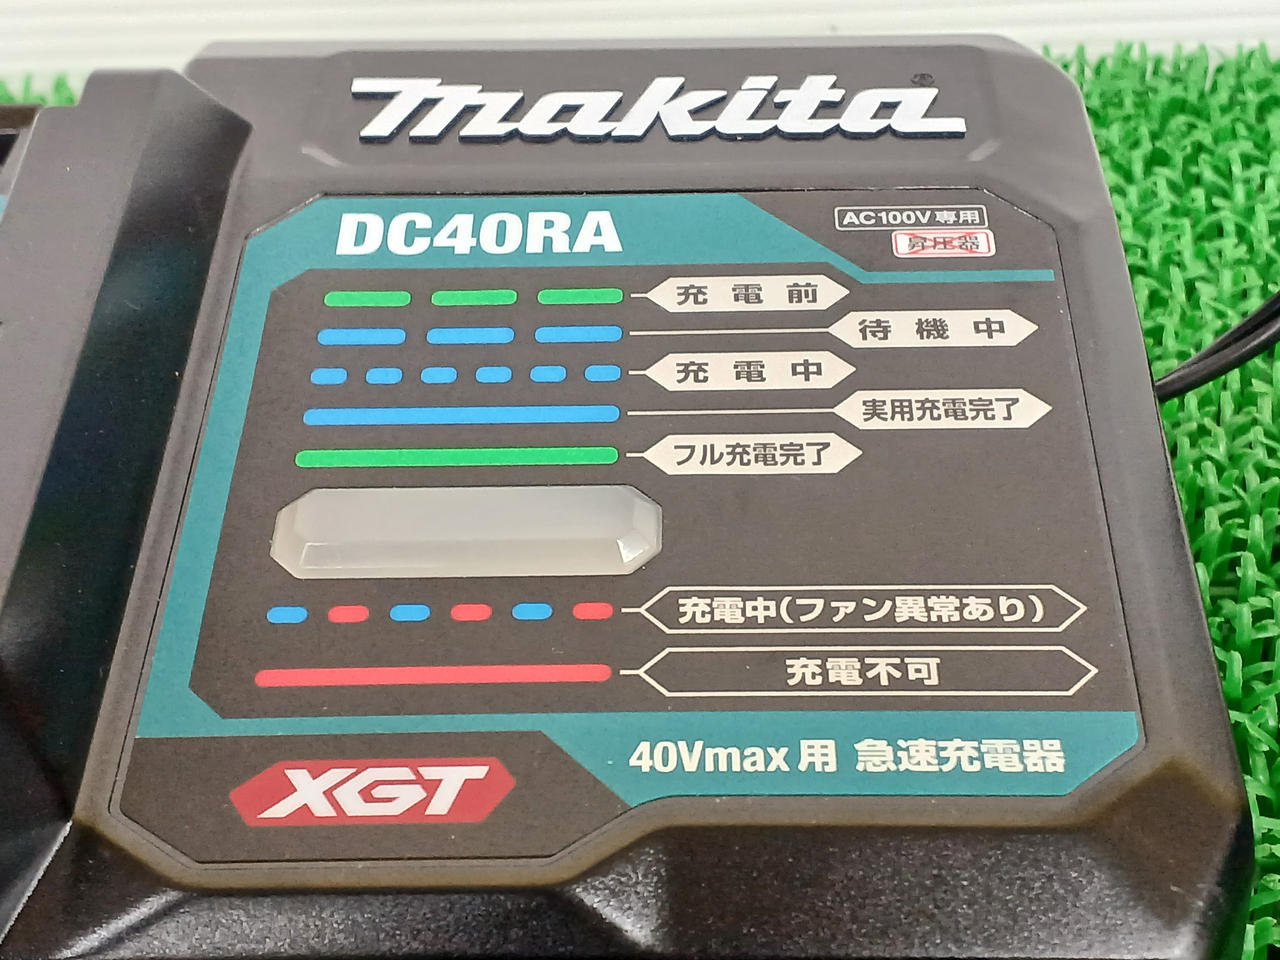 makita®
DC40RA
AC100V専用
昇圧器
充電前
待機中
充電中
実用充電完了
フル充電完了
充電中(ファン異常あり)
充電不可
40Vmax用 急速充電器
XGT